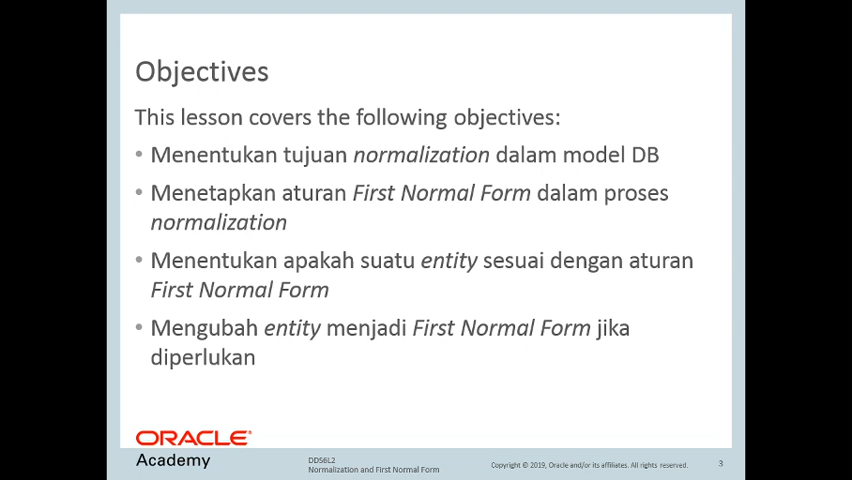 Objectives
This lesson covers the following objectives:
• Menentukan tujuan normalization dalam model DB
• Menetapkan aturan First Normal Form dalam proses
normalization
• Menentukan apakah suatu entity sesuai dengan aturan
First Normal Form
• Mengubah entity menjadi First Normal Form jika
diperlukan
ORACLE®
Academy
DDS6L2
Normalization and First Normal Form
Copyright © 2019, Oracle and/or its affiliates. All rights reserved.
3